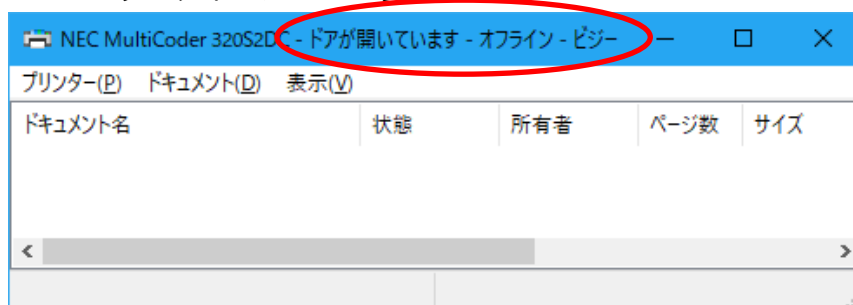 NEC MultiCoder 320S2DC - ドアが開いています - オフライン - ビジー
プリンター(P) ドキュメント(D) 表示(V)
ドキュメント名 状態 所有者 ページ数 サイズ